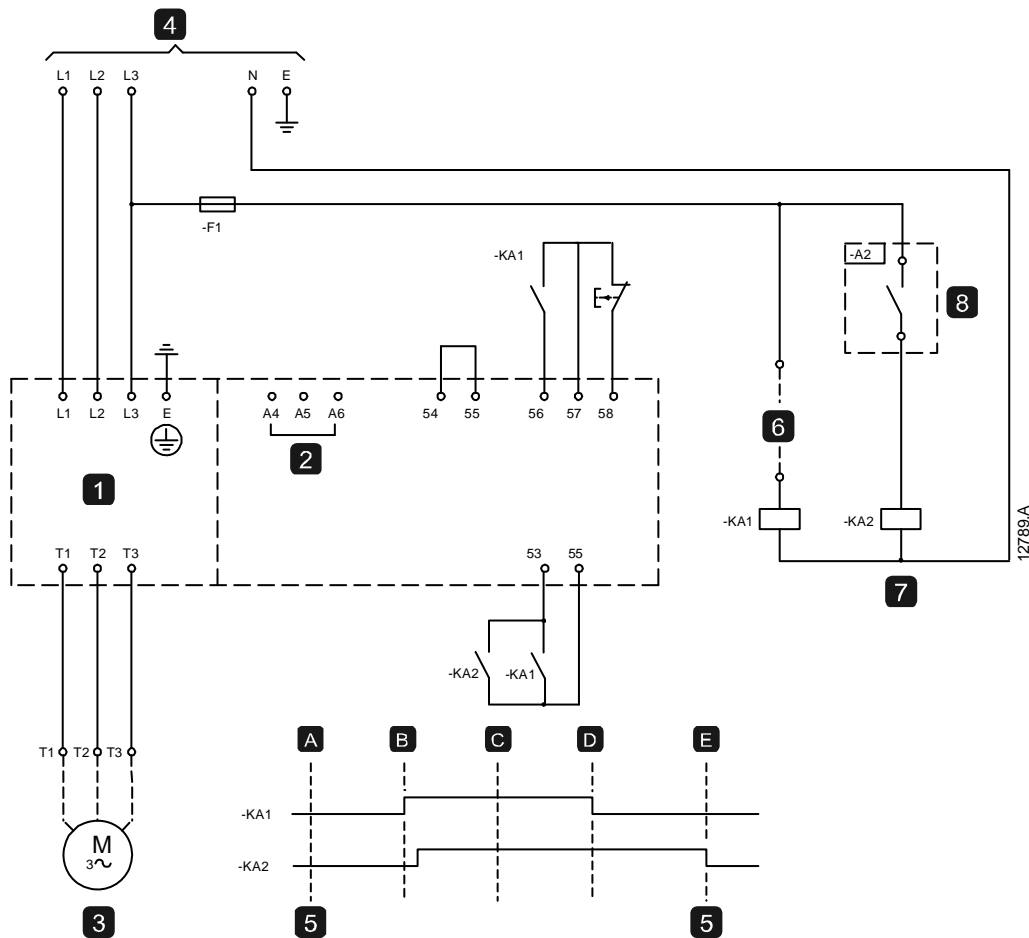 4
L1 L2 L3 N E
-F1
-KA1
-A2
8
L1 L2 L3 E
A4 A5 A6
54 55 56 57 58
2
6
1
-KA1 -KA2
12789.A
T1 T2 T3
53 55
7
-KA2 -KA1
A B C D E
T1 T2 T3
-KA1
M
3~
-KA2
3
5 5